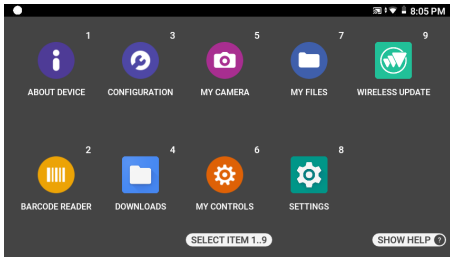 8:05 PM
1 3 5 7 9
ABOUT DEVICE CONFIGURATION MY CAMERA MY FILES WIRELESS UPDATE
2 4 6 8
BARCODE READER DOWNLOADS MY CONTROLS SETTINGS
SELECT ITEM 1..9 SHOW HELP ?